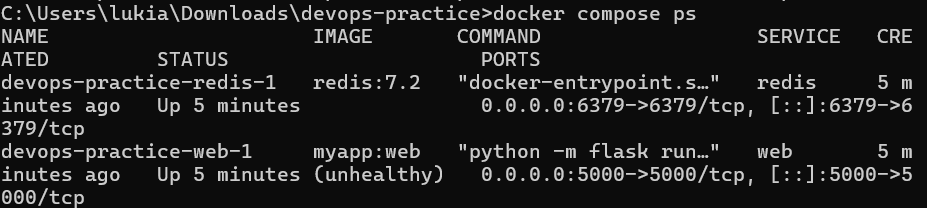 C:\Users\lukia\Downloads\devops-practice>docker compose ps
NAME                      IMAGE       COMMAND                  SERVICE   CRE
ATED         STATUS                     PORTS
devops-practice-redis-1   redis:7.2   "docker-entrypoint.s…"   redis     5 m
inutes ago   Up 5 minutes               0.0.0.0:6379->6379/tcp, [::]:6379->6
379/tcp
devops-practice-web-1     myapp:web   "python -m flask run…"   web       5 m
inutes ago   Up 5 minutes (unhealthy)   0.0.0.0:5000->5000/tcp, [::]:5000->5
000/tcp